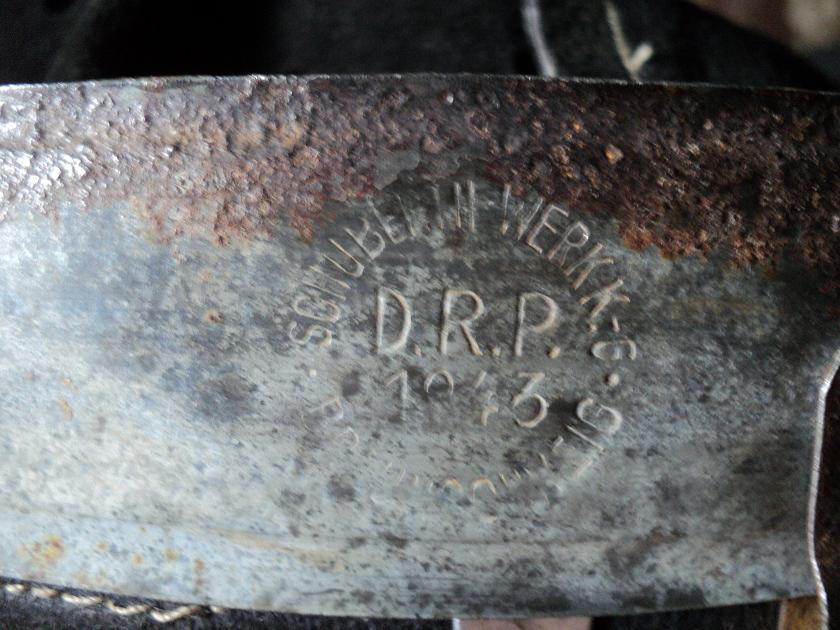 SCHUBERTH-WERK K.-G.
D.R.P.
1943